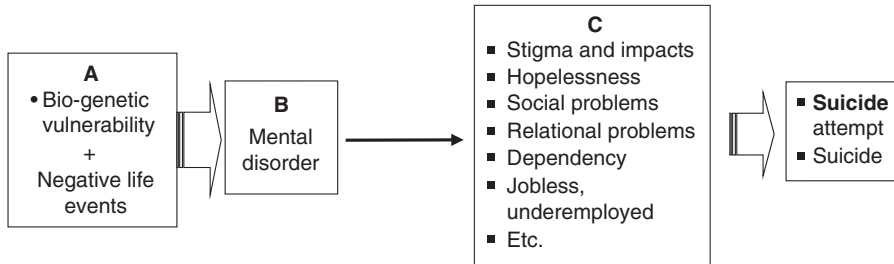 A
• Bio-genetic
vulnerability
+
Negative life
events
B
Mental
disorder
C
▪ Stigma and impacts
▪ Hopelessness
▪ Social problems
▪ Relational problems
▪ Dependency
▪ Jobless,
underemployed
▪ Etc.
▪ Suicide
attempt
▪ Suicide